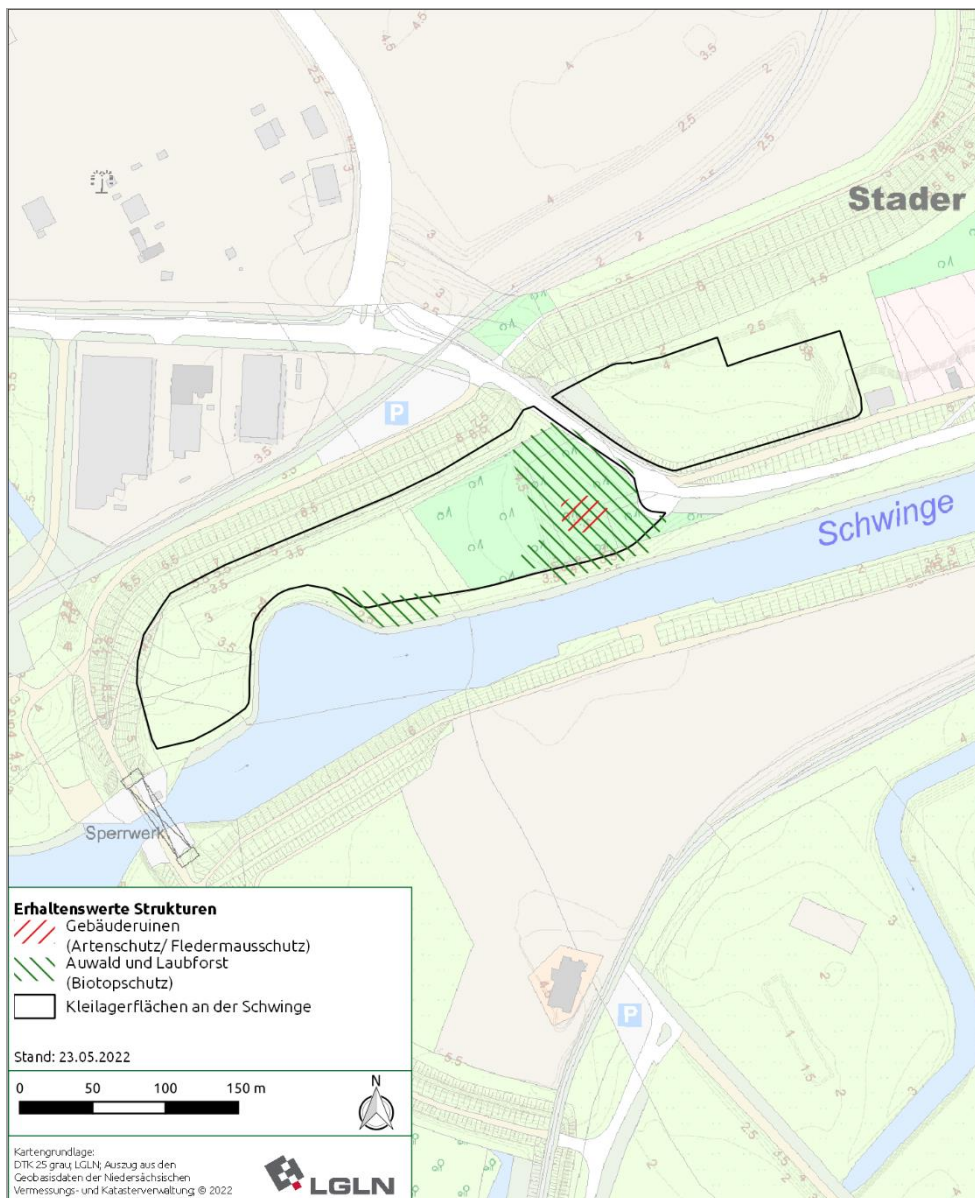 Stader
P
Schwinge
Sperrwerk
P
Erhaltenswerte Strukturen
Gebäuderuinen
(Artenschutz/ Fledermausschutz)
Auwald und Laubforst
(Biotopschutz)
Kleilagerflächen an der Schwinge
Stand: 23.05.2022
0 50 100 150 m
N
Kartengrundlage:
DTK 25 grau; LGLN; Auszug aus den
Geobasisdaten der Niedersächsischen
Vermessungs- und Katasterverwaltung, © 2022
LGLN